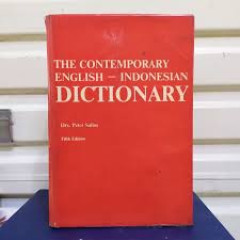 THE CONTEMPORARY
ENGLISH — INDONESIAN
DICTIONARY
Drs. Peter Salim
Fifth Edition